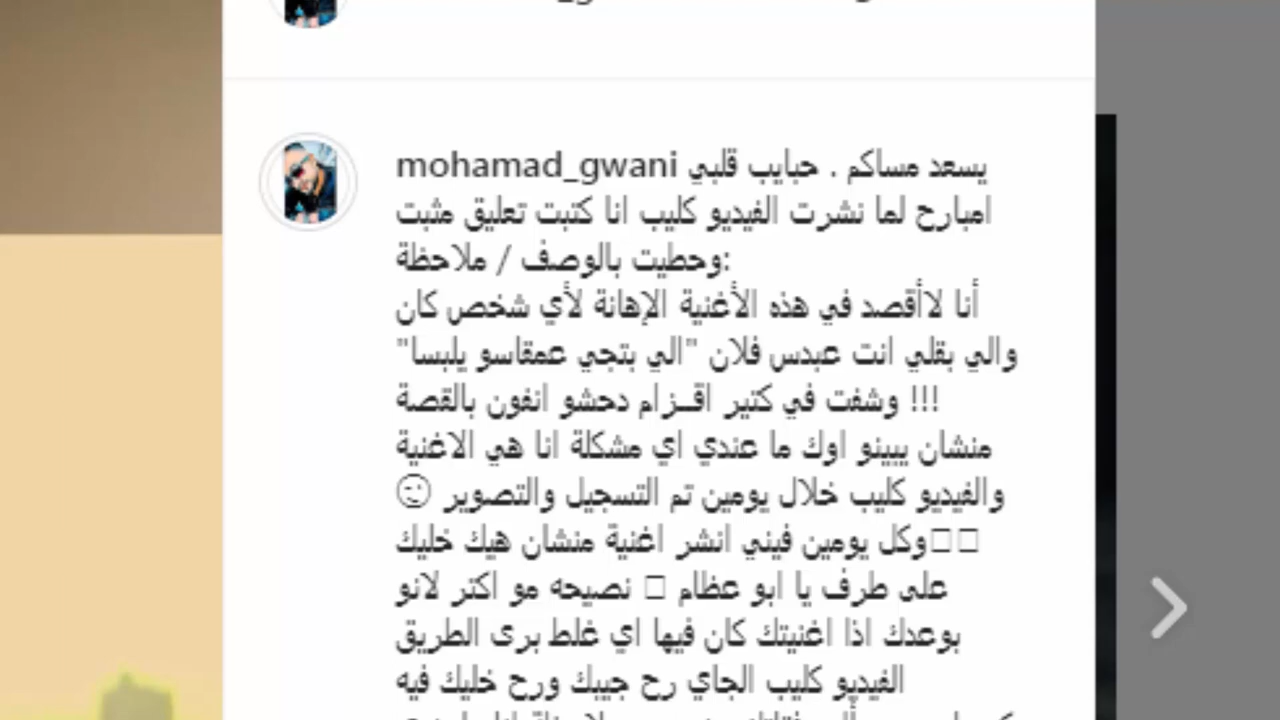 mohamad_gwani يسعد مساكم . حبايب قلبي
امبارح لما نشرت الفيديو كليب انا كتبت تعليق مثبت
وحطيت بالوصف / ملاحظة:
أنا لاأقصد في هذه الأغنية الإهانة لأي شخص كان
والي بقلي انت عبدس فلان "الي بتجي عمقاسو يلبسا"
!!! وشفت في كتير اقـزام دحشو انفون بالقصة
منشان يبينو اوك ما عندي اي مشكلة انا هي الاغنية
والفيديو كليب خلال يومين تم التسجيل والتصوير 😉
وكل يومين فيني انشر اغنية منشان هيك خليك
على طرف يا ابو عظام نصيحه مو اكتر لانو
بوعدك اذا اغنيتك كان فيها اي غلط برى الطريق
الفيديو كليب الجاي رح جيبك ورح خليك فيه